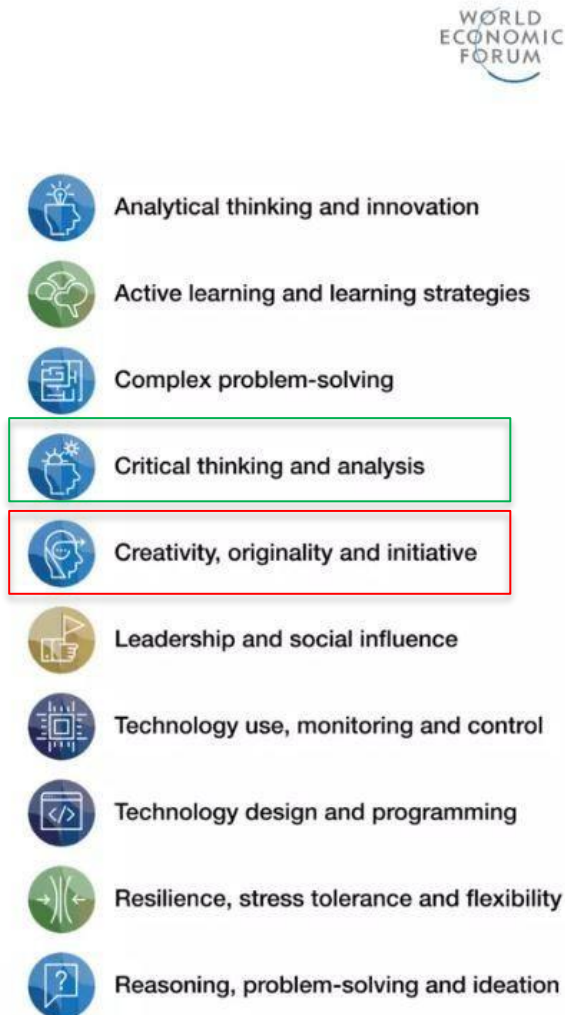 WORLD
ECONOMIC
FORUM
Analytical thinking and innovation
Active learning and learning strategies
Complex problem-solving
Critical thinking and analysis
Creativity, originality and initiative
Leadership and social influence
Technology use, monitoring and control
</>
Technology design and programming
Resilience, stress tolerance and flexibility
?
Reasoning, problem-solving and ideation